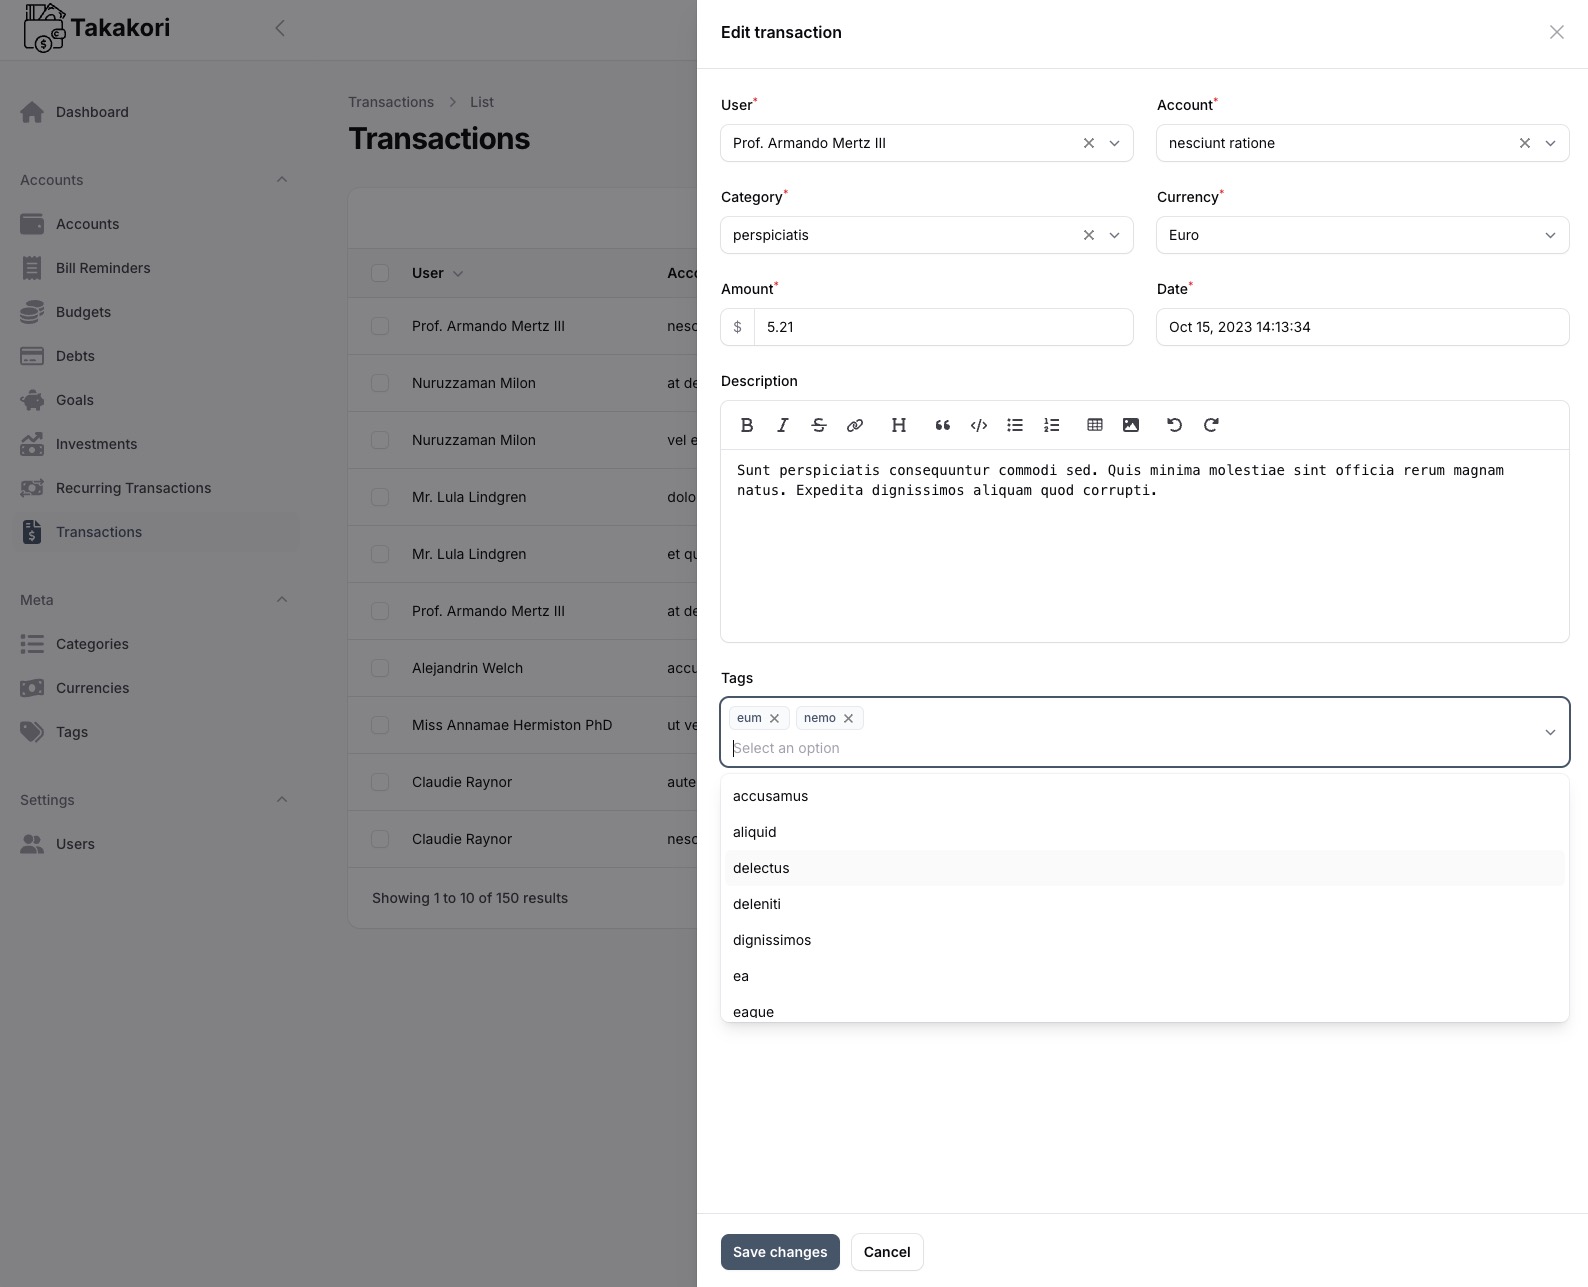 Takakori
Dashboard
Accounts
Accounts
Bill Reminders
Budgets
Debts
Goals
Investments
Recurring Transactions
Transactions
Meta
Categories
Currencies
Tags
Settings
Users
Transactions > List
Transactions
User Acc
Prof. Armando Mertz III nesc
Nuruzzaman Milon at de
Nuruzzaman Milon vel e
Mr. Lula Lindgren dolo
Mr. Lula Lindgren et qu
Prof. Armando Mertz III at de
Alejandrin Welch accu
Miss Annamae Hermiston PhD ut ve
Claudie Raynor aute
Claudie Raynor nesc
Showing 1 to 10 of 150 results
Edit transaction
User* Account*
Prof. Armando Mertz III nesciunt ratione
Category* Currency*
perspiciatis Euro
Amount* Date*
$ 5.21 Oct 15, 2023 14:13:34
Description
Sunt perspiciatis consequuntur commodi sed. Quis minima molestiae sint officia rerum magnam
natus. Expedita dignissimos aliquam quod corrupti.
Tags
eum nemo
Select an option
accusamus
aliquid
delectus
deleniti
dignissimos
ea
eaque
Save changes Cancel